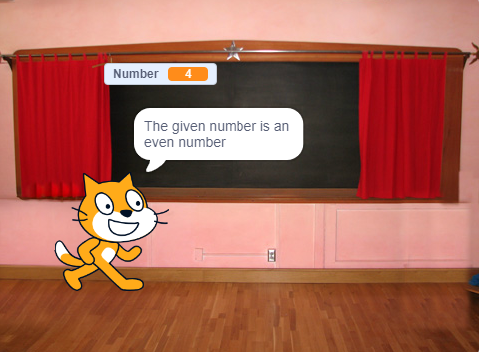 Number 4
The given number is an
even number